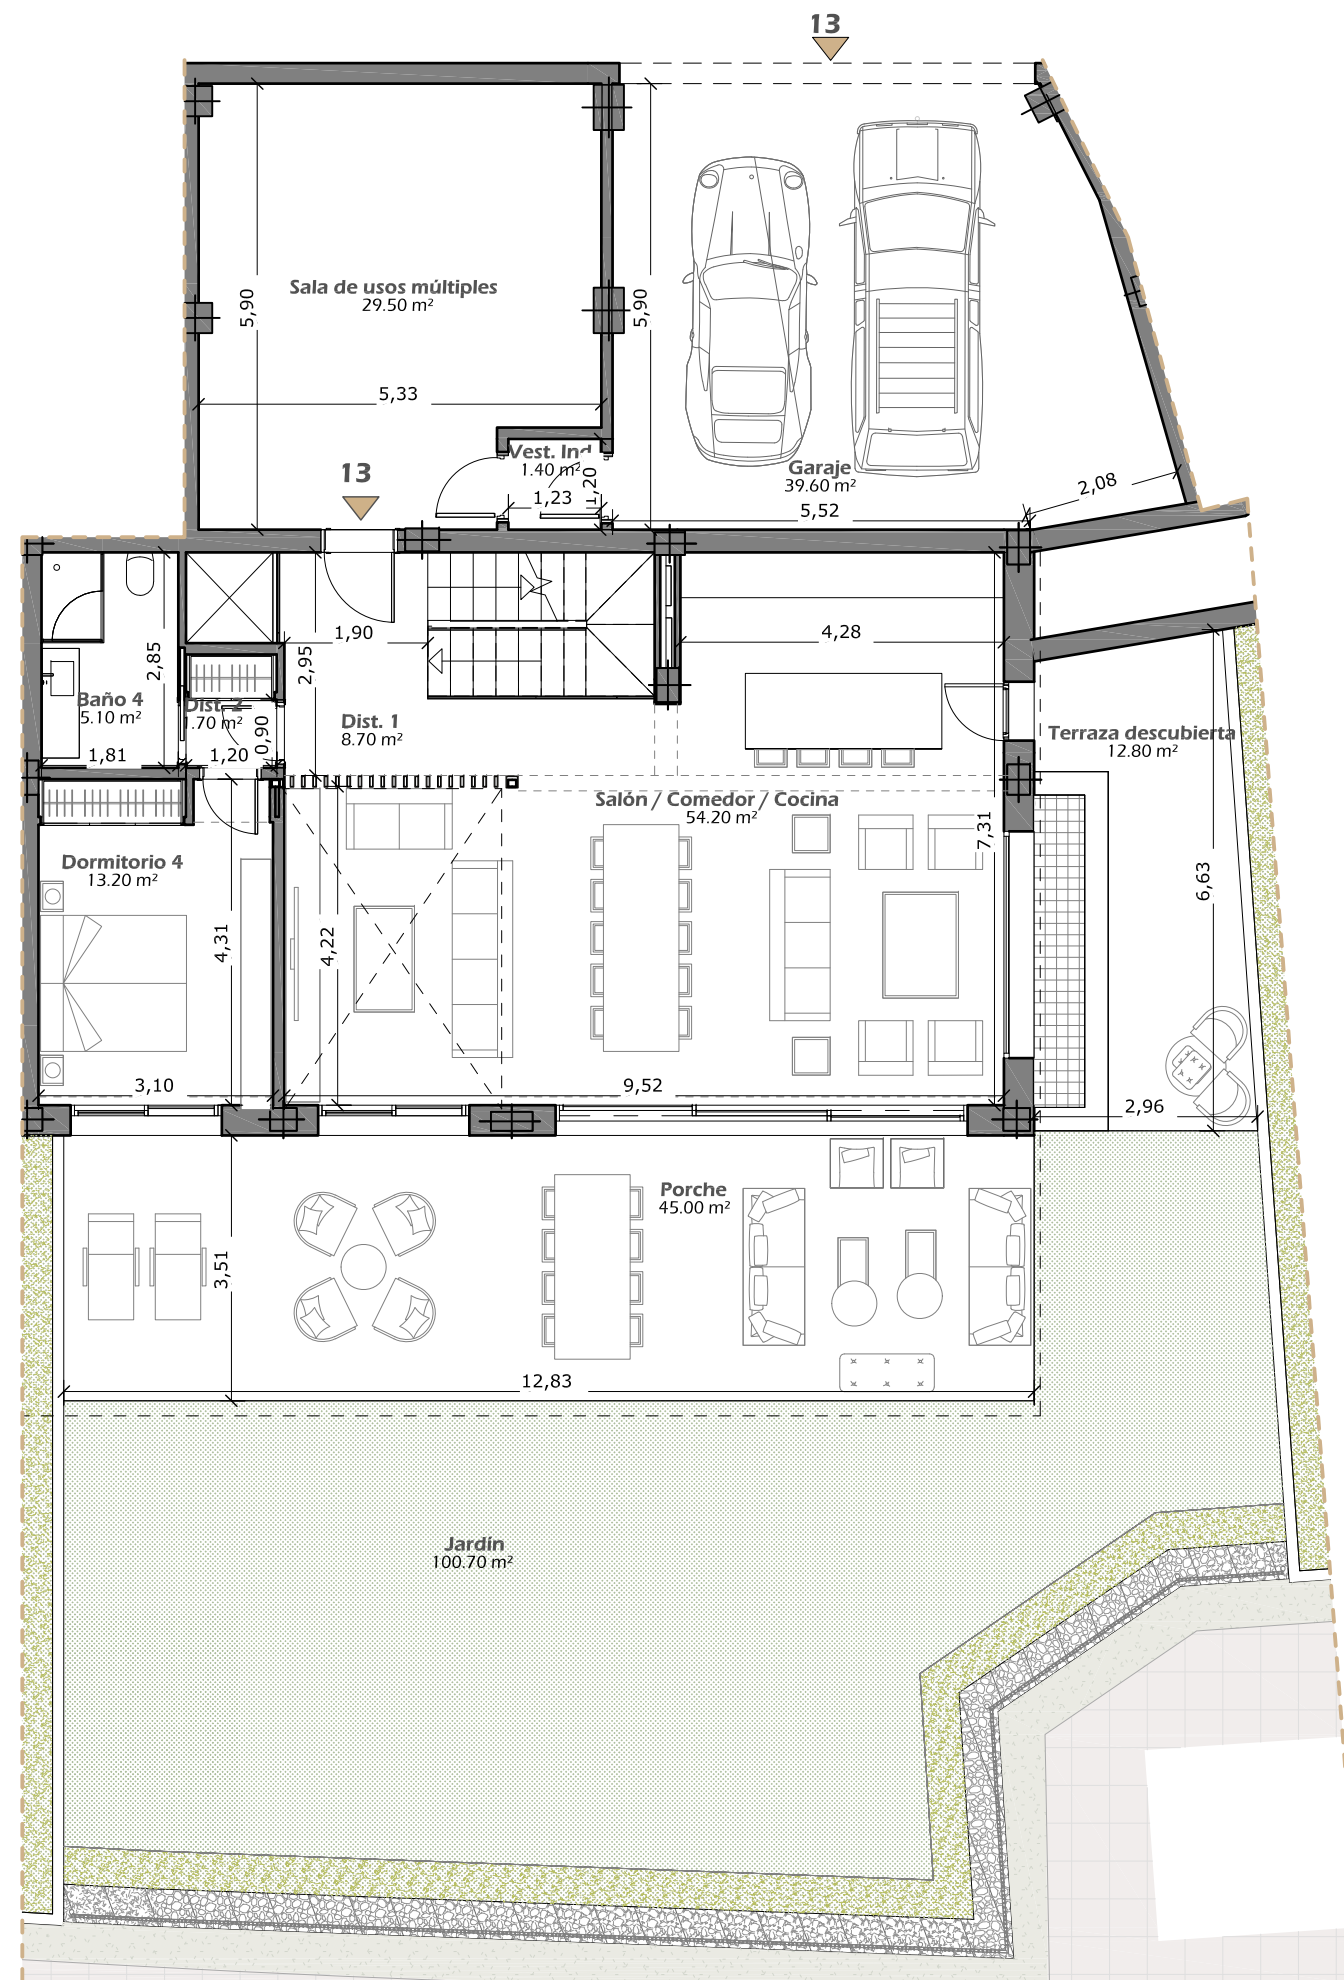 13
Sala de usos múltiples
29.50 m²
5,90
5,90
5,33
13
Vest. Ind.
1.40 m²
1,20
1,23
Garaje
39.60 m²
5,52
2,08
1,90
2,95
4,28
2,85
Baño 4
5.10 m²
1,81
Dist. 2
1.70 m²
0,90
1,20
Dist. 1
8.70 m²
Terraza descubierta
12.80 m²
Salón / Comedor / Cocina
54.20 m²
7,31
6,63
Dormitorio 4
13.20 m²
4,31
4,22
3,10
9,52
2,96
Porche
45.00 m²
3,51
12,83
Jardín
100.70 m²